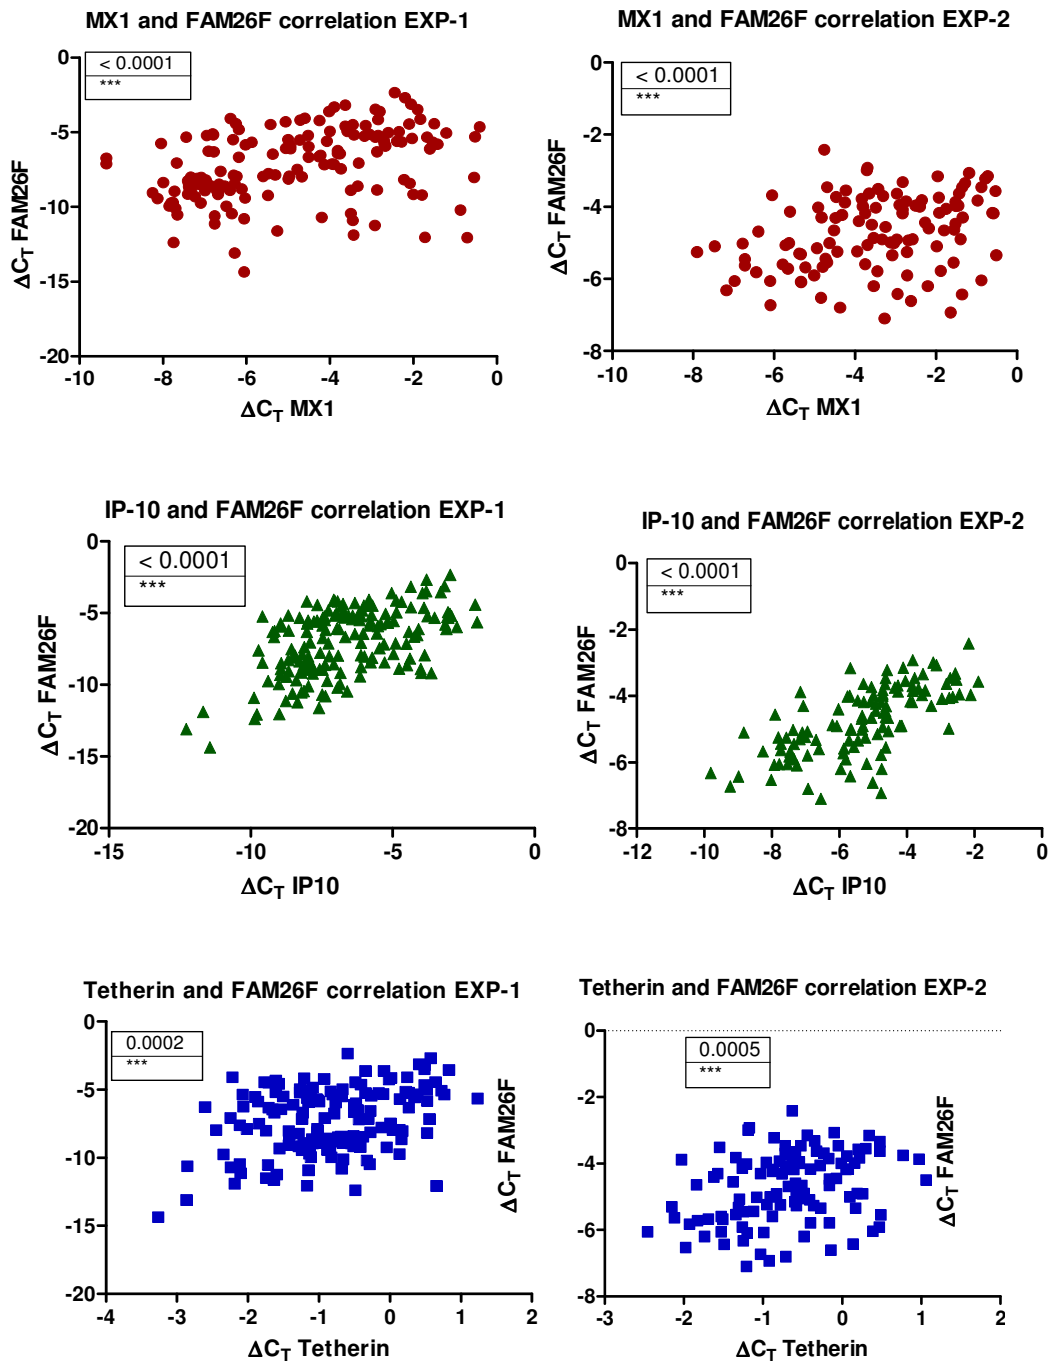 MX1 and FAM26F correlation EXP-1
0
-5
-10
-15
-20
< 0.0001
***
ΔCT FAM26F
-10 -8 -6 -4 -2 0
ΔCT MX1
MX1 and FAM26F correlation EXP-2
0
-2
-4
-6
-8
< 0.0001
***
ΔCT FAM26F
-10 -8 -6 -4 -2 0
ΔCT MX1
IP-10 and FAM26F correlation EXP-1
0
-5
-10
-15
-20
< 0.0001
***
ΔCT FAM26F
-15 -10 -5 0
ΔCT IP10
IP-10 and FAM26F correlation EXP-2
0
-2
-4
-6
-8
< 0.0001
***
ΔCT FAM26F
-12 -10 -8 -6 -4 -2 0
ΔCT IP10
Tetherin and FAM26F correlation EXP-1
0
-5
-10
-15
-20
0.0002
***
ΔCT FAM26F
-4 -3 -2 -1 0 1 2
ΔCT Tetherin
Tetherin and FAM26F correlation EXP-2
0
-2
-4
-6
-8
0.0005
***
ΔCT FAM26F
-3 -2 -1 0 1 2
ΔCT Tetherin